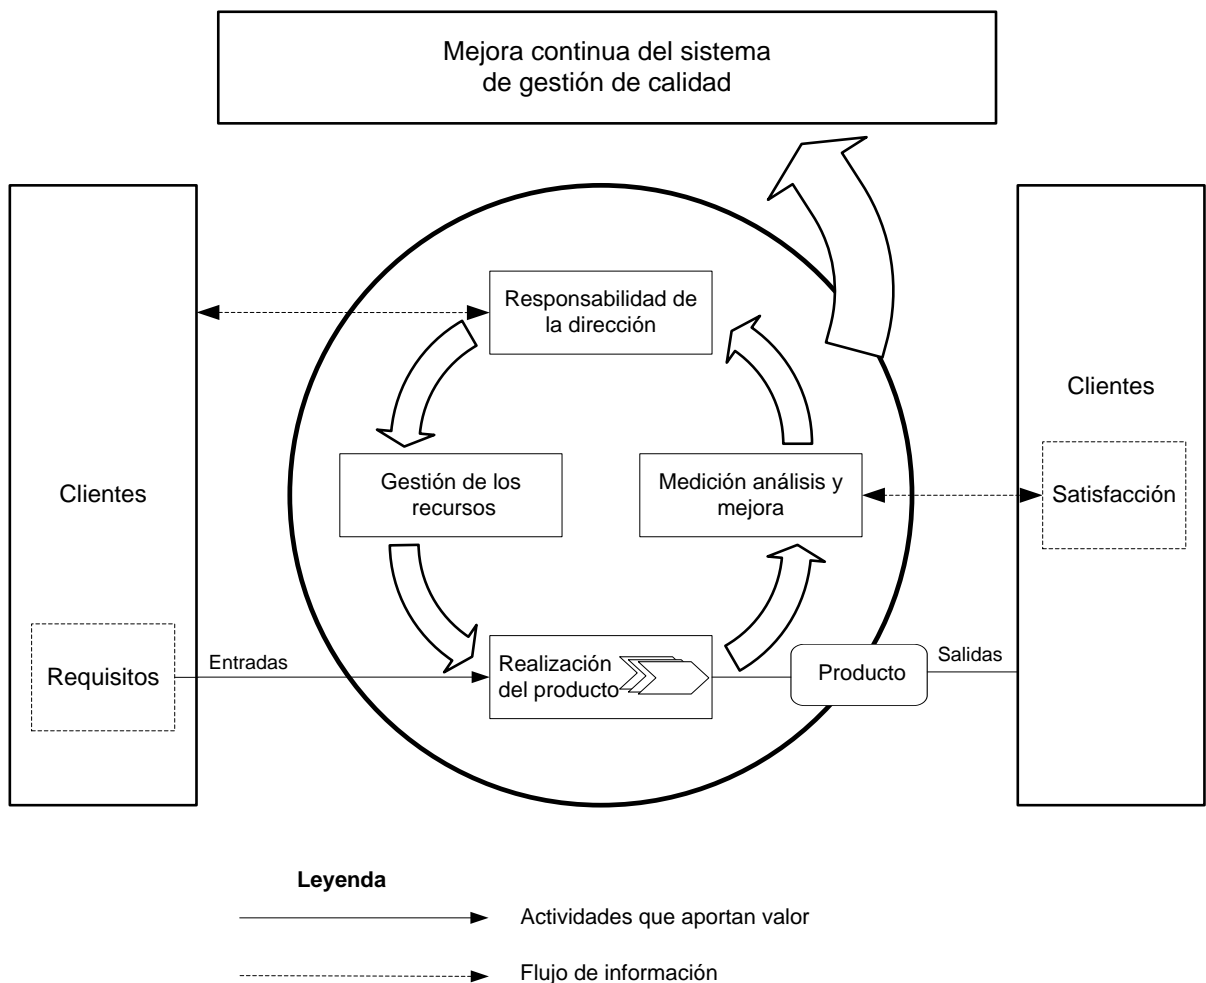 Mejora continua del sistema
de gestión de calidad
Responsabilidad de
la dirección
Clientes
Gestión de los
recursos
Medición análisis y
mejora
Satisfacción
Clientes
Requisitos
Entradas
Realización
del producto
Producto
Salidas
Leyenda
Actividades que aportan valor
Flujo de información